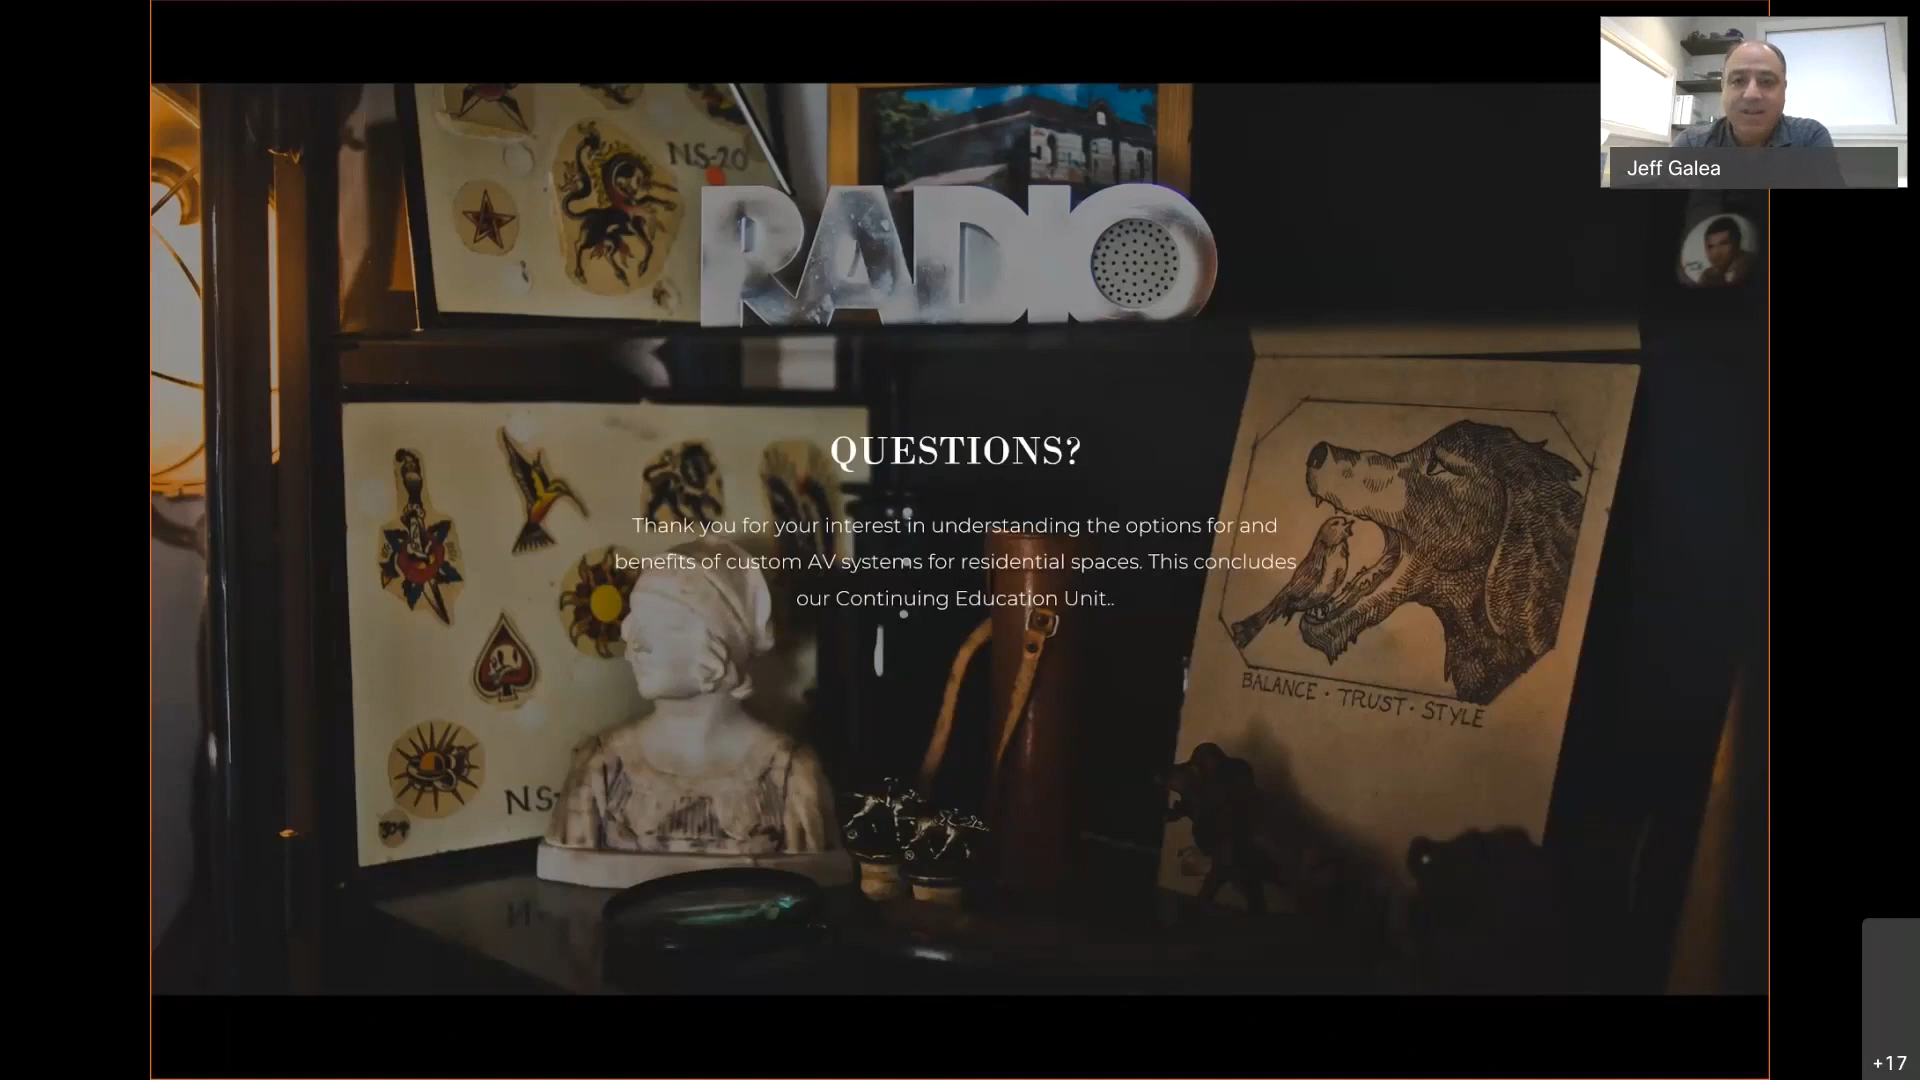 Jeff Galea
NS-20
RADIO
QUESTIONS?
Thank you for your interest in understanding the options for and
benefits of custom AV systems for residential spaces. This concludes
our Continuing Education Unit..
BALANCE · TRUST · STYLE
NS-
+17